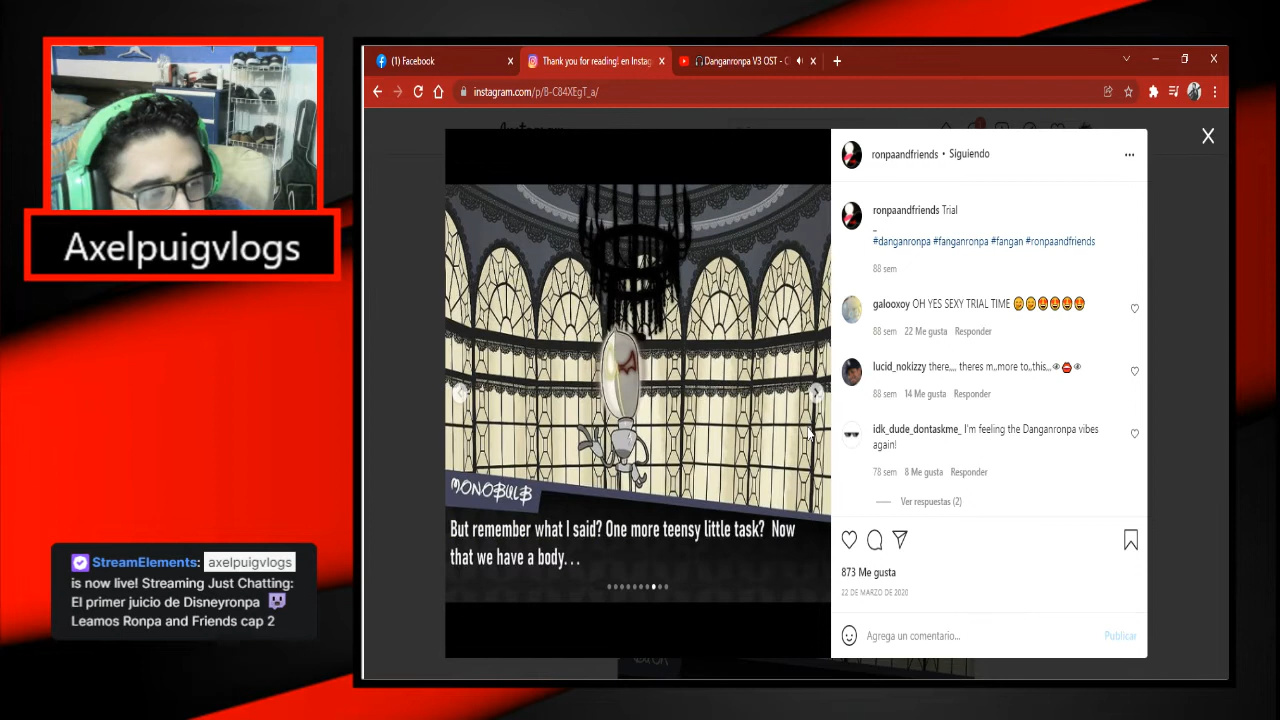 Axelpuigvlogs
StreamElements: axelpuigvlogs
is now live! Streaming Just Chatting:
El primer juicio de Disneyronpa
Leamos Ronpa and Friends cap 2
(1) Facebook
Thank you for reading! en Instag
Danganronpa V3 OST - C
instagram.com/p/B-C84XEgT_a/
MONOBULB
But remember what I said? One more teensy little task? Now
that we have a body. . .
ronpaandfriends • Siguiendo
ronpaandfriends Trial
_
#danganronpa #fanganronpa #fangan #ronpaandfriends
88 sem
galooxoy OH YES SEXY TRIAL TIME 😑😑🤩🤩🤩🤩
88 sem 22 Me gusta Responder
lucid_nokizzy there,,,, theres m,,more to..this,,,👁👄👁
88 sem 14 Me gusta Responder
idk_dude_dontaskme_ I'm feeling the Danganronpa vibes
again!
78 sem 8 Me gusta Responder
Ver respuestas (2)
873 Me gusta
22 DE MARZO DE 2020
Agrega un comentario...
Publicar